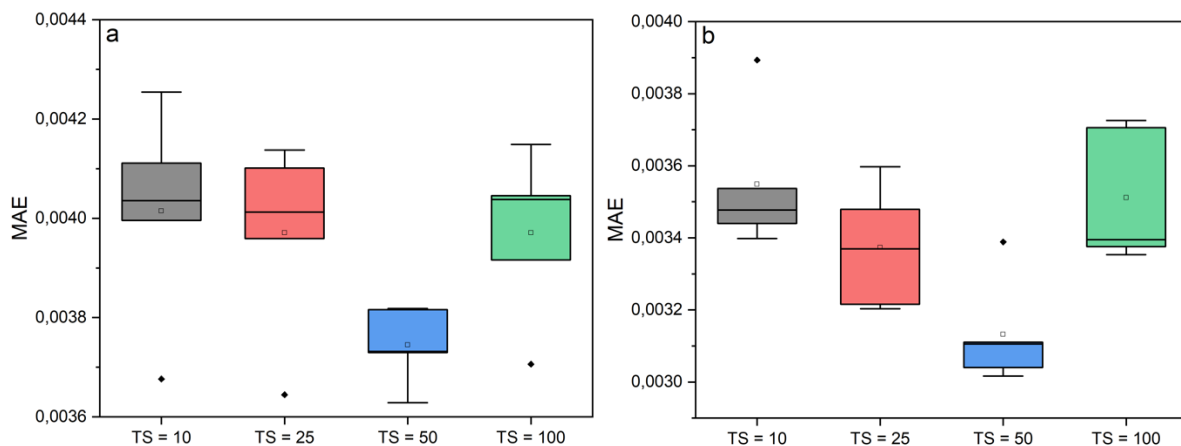 a
MAE
0,0044
0,0042
0,0040
0,0038
0,0036
TS = 10
TS = 25
TS = 50
TS = 100
b
MAE
0,0040
0,0038
0,0036
0,0034
0,0032
0,0030
TS = 10
TS = 25
TS = 50
TS = 100